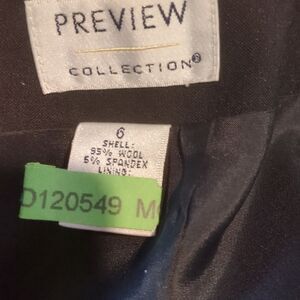 PREVIEW
COLLECTION®
6
SHELL:
95% WOOL
5% SPANDEX
LINING:
D120549